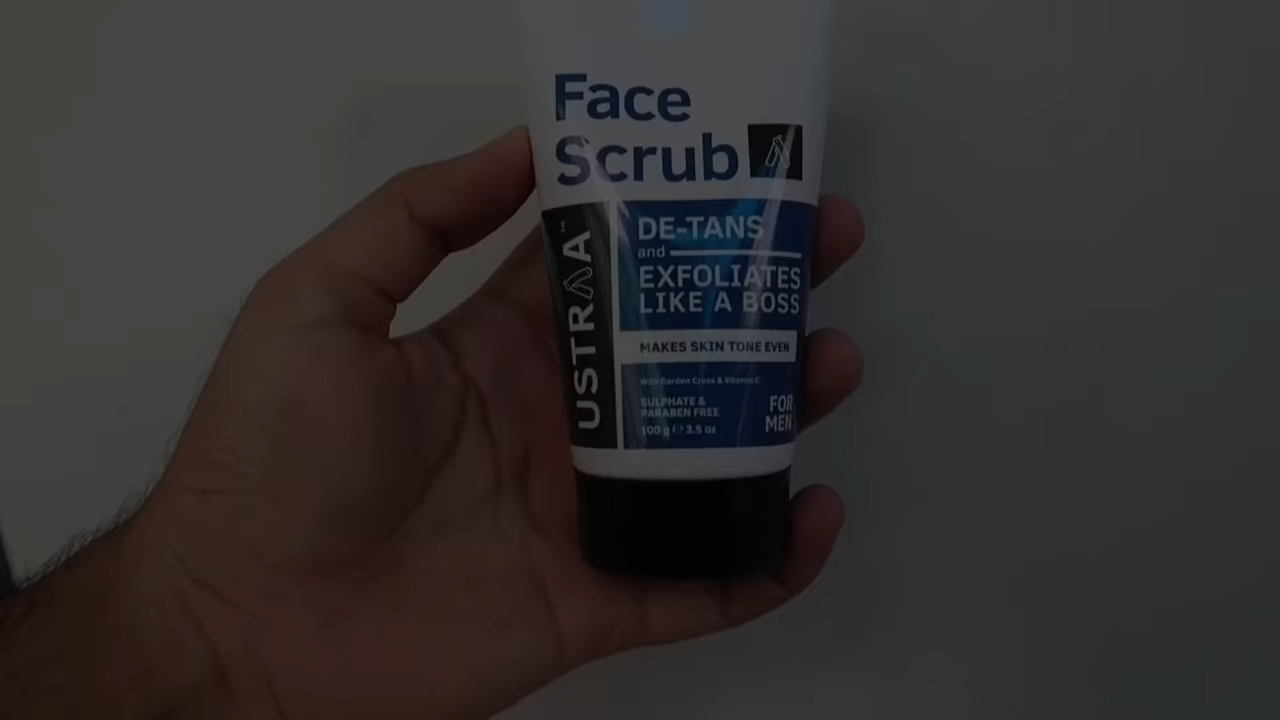 Face
Scrub
USTRAA™
DE-TANS
and
EXFOLIATES
LIKE A BOSS
MAKES SKIN TONE EVEN
With Garden Cress & Vitamin C
SULPHATE &
PARABEN FREE
100 g ℮ 3.5 oz
FOR
MEN